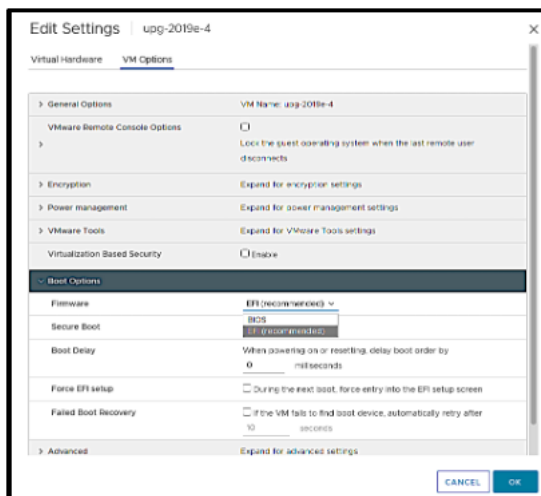 Edit Settings | upg-2019e-4
×
Virtual Hardware VM Options
> General Options VM Name: upg-2019e-4
VMware Remote Console Options
>
Lock the guest operating system when the last remote user
disconnects
> Encryption Expand for encryption settings
> Power management Expand for power management settings
> VMware Tools Expand for VMware Tools settings
Virtualization Based Security Enable
Boot Options
Firmware EFI (recommended)
BIOS
EFI (recommended)
Secure Boot
Boot Delay When powering on or resetting, delay boot order by
0 milliseconds
Force EFI setup During the next boot, force entry into the EFI setup screen
Failed Boot Recovery If the VM fails to find boot device, automatically retry after
10 seconds
> Advanced Expand for advanced settings
CANCEL OK